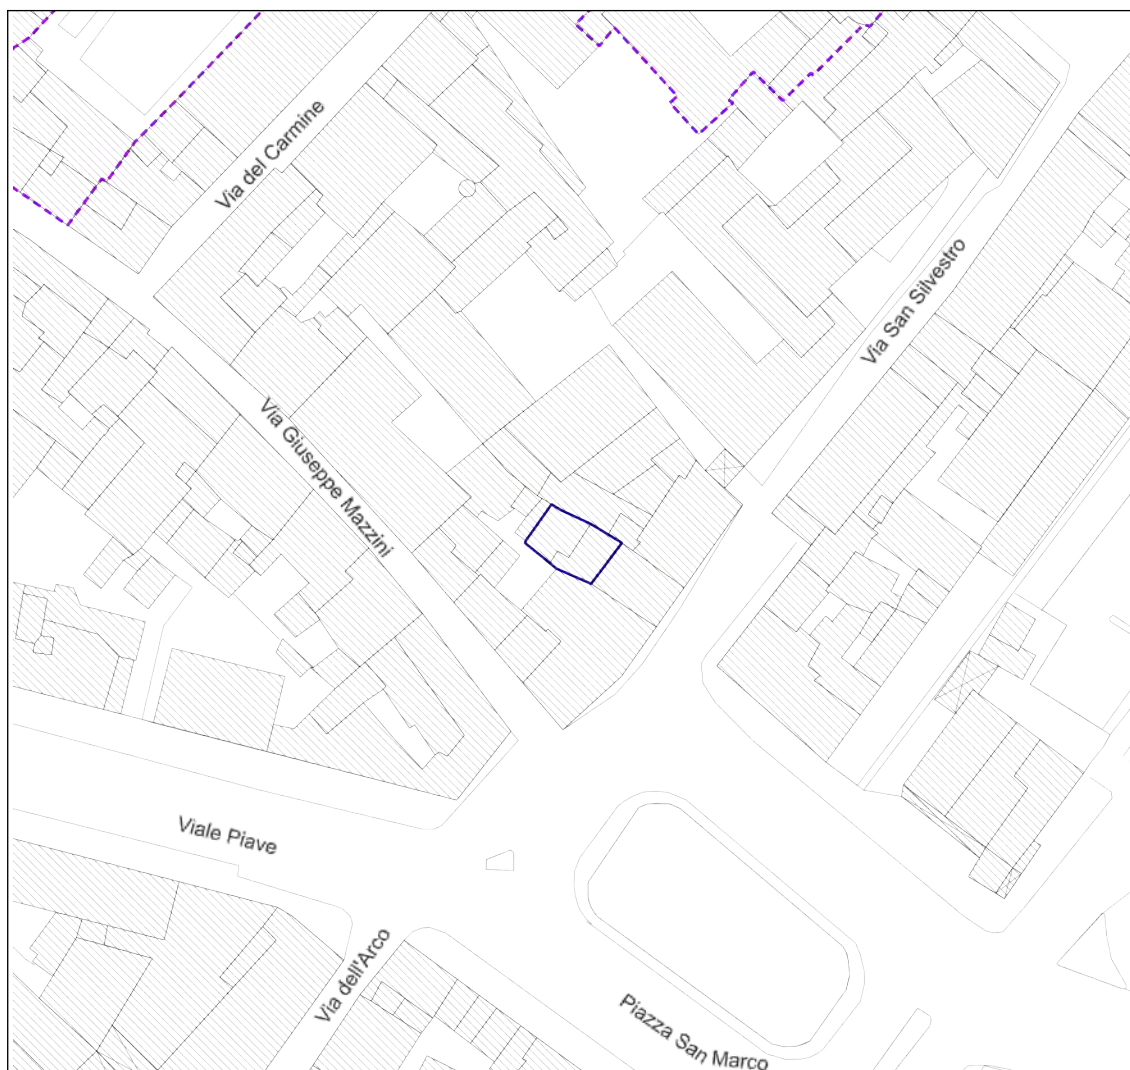 Via del Carmine
Via San Silvestro
Via Giuseppe Mazzini
Viale Piave
Via dell'Arco
Piazza San Marco